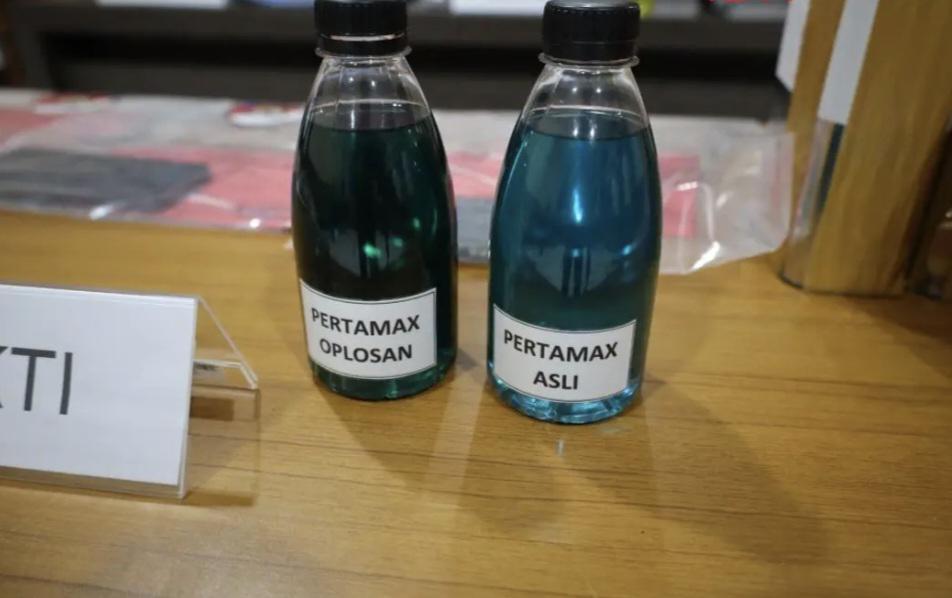 PERTAMAX
OPLOSAN
PERTAMAX
ASLI
KTI